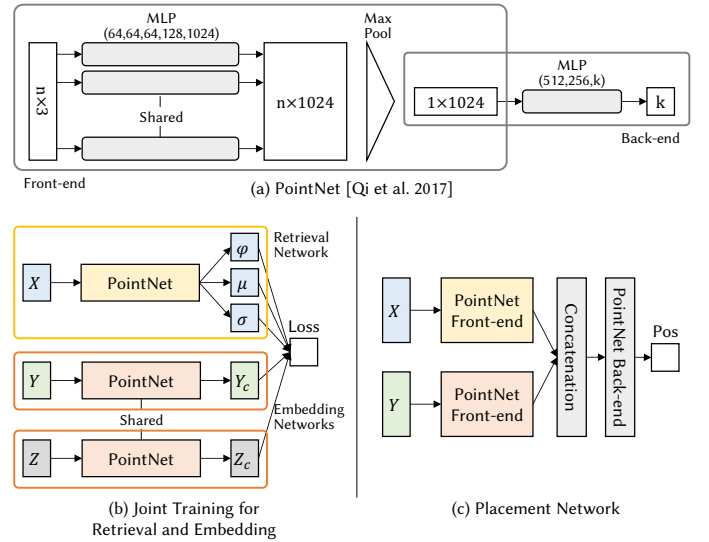 MLP
(64,64,64,128,1024)
Max
Pool
n×3
Shared
n×1024
MLP
(512,256,k)
1×1024
k
Front-end
Back-end
(a) PointNet [Qi et al. 2017]
Retrieval
Network
X
PointNet
φ
μ
σ
Loss
Y
PointNet
Y_c
Shared
Embedding
Networks
Z
PointNet
Z_c
(b) Joint Training for
Retrieval and Embedding
X
PointNet
Front-end
Y
PointNet
Front-end
Concatenation
PointNet Back-end
Pos
(c) Placement Network